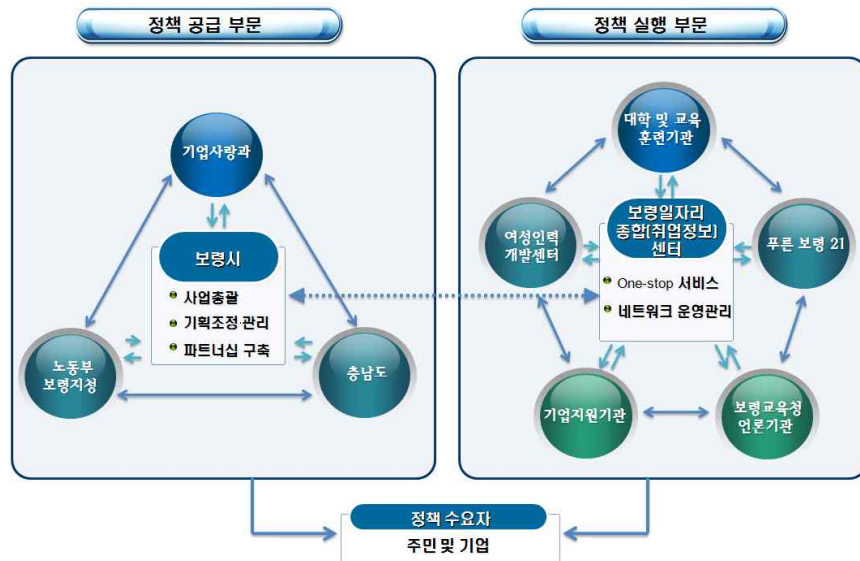 정책 공급 부문
기업사랑과
보령시
사업총괄
기획조정·관리
파트너십 구축
노동부
보령지청
충남도
정책 실행 부문
대학 및 교육
훈련기관
여성인력
개발센터
보령일자리
종합(취업정보)
센터
One-stop 서비스
네트워크 운영관리
푸른 보령 21
기업지원기관
보령교육청
언론기관
정책 수요자
주민 및 기업